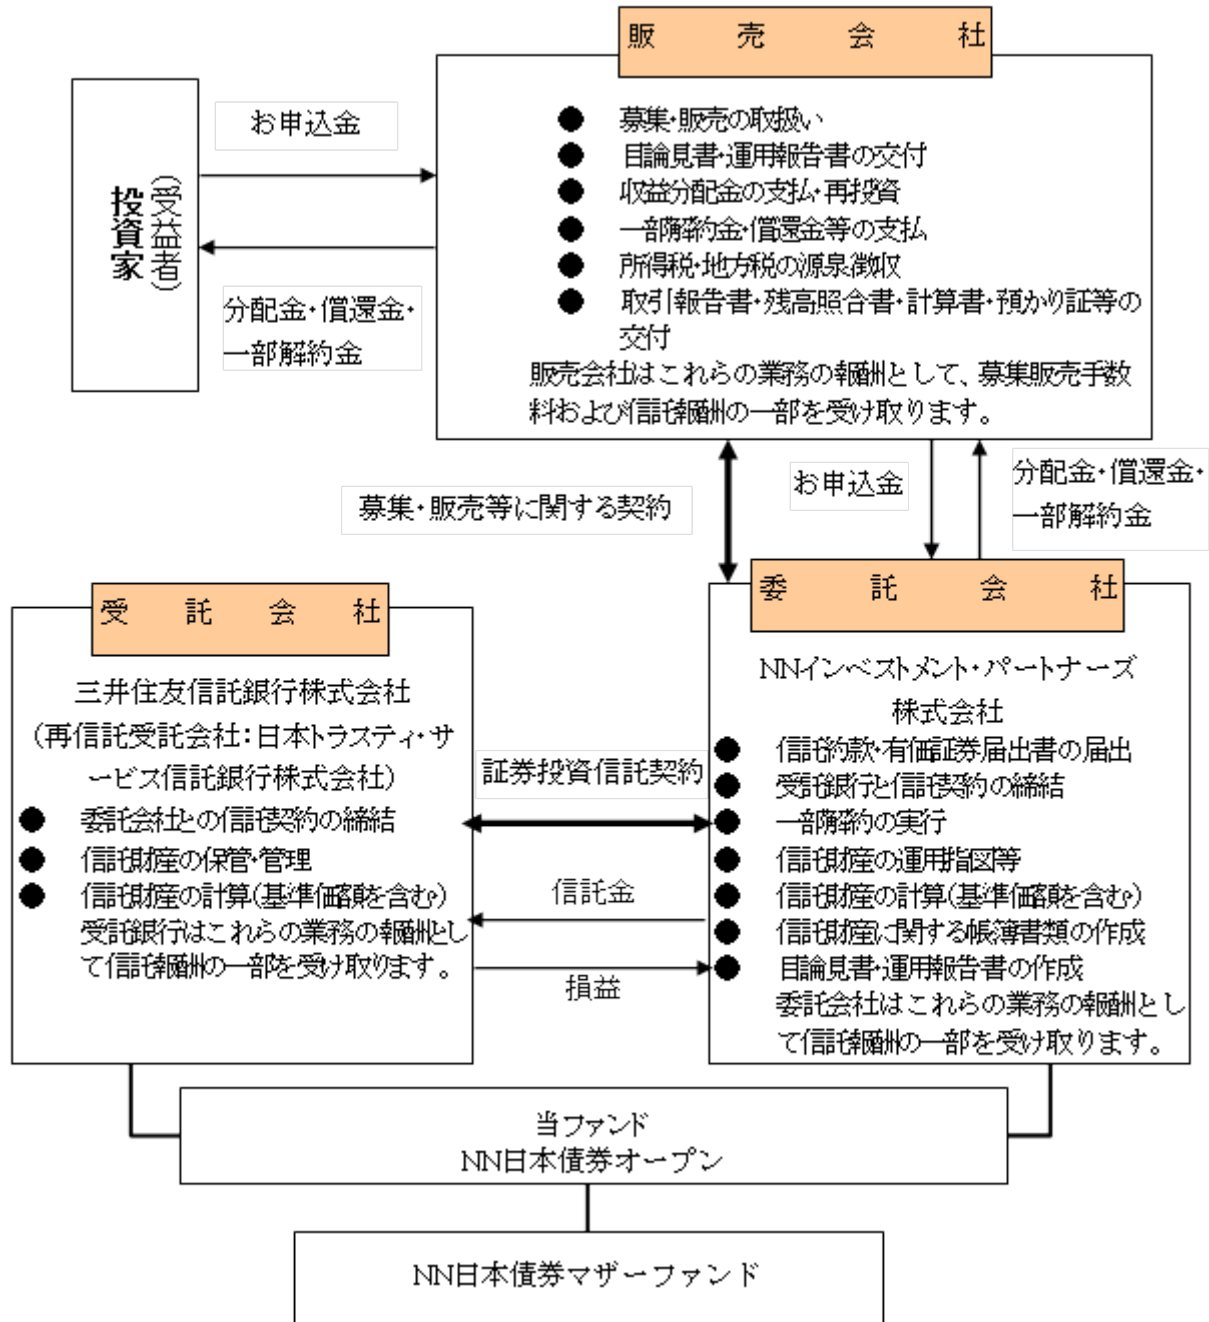 販売会社
お申込金
投資家
(受益者)
分配金・償還金・
一部解約金
● 募集・販売の取扱い
● 目論見書・運用報告書の交付
● 収益分配金の支払・再投資
● 一部解約金・償還金等の支払
● 所得税・地方税の源泉徴収
● 取引報告書・残高照合書・計算書・預かり証等の
交付
販売会社はこれらの業務の報酬として、募集販売手数
料および信託報酬の一部を受け取ります。
募集・販売等に関する契約
お申込金
分配金・償還金・
一部解約金
受託会社
三井住友信託銀行株式会社
(再信託受託会社：日本トラスティ・サ
ービス信託銀行株式会社)
● 委託会社との信託契約の締結
● 信託財産の保管・管理
● 信託財産の計算(基準価額を含む)
受託銀行はこれらの業務の報酬とし
て信託報酬の一部を受け取ります。
証券投資信託契約
信託金
損益
委託会社
NNインベストメント・パートナーズ
株式会社
● 信託約款・有価証券届出書の届出
● 受託銀行と信託契約の締結
● 一部解約の実行
● 信託財産の運用指図等
● 信託財産の計算(基準価額を含む)
● 信託財産に関する帳簿書類の作成
● 目論見書・運用報告書の作成
委託会社はこれらの業務の報酬とし
て信託報酬の一部を受け取ります。
当ファンド
NN日本債券オープン
NN日本債券マザーファンド